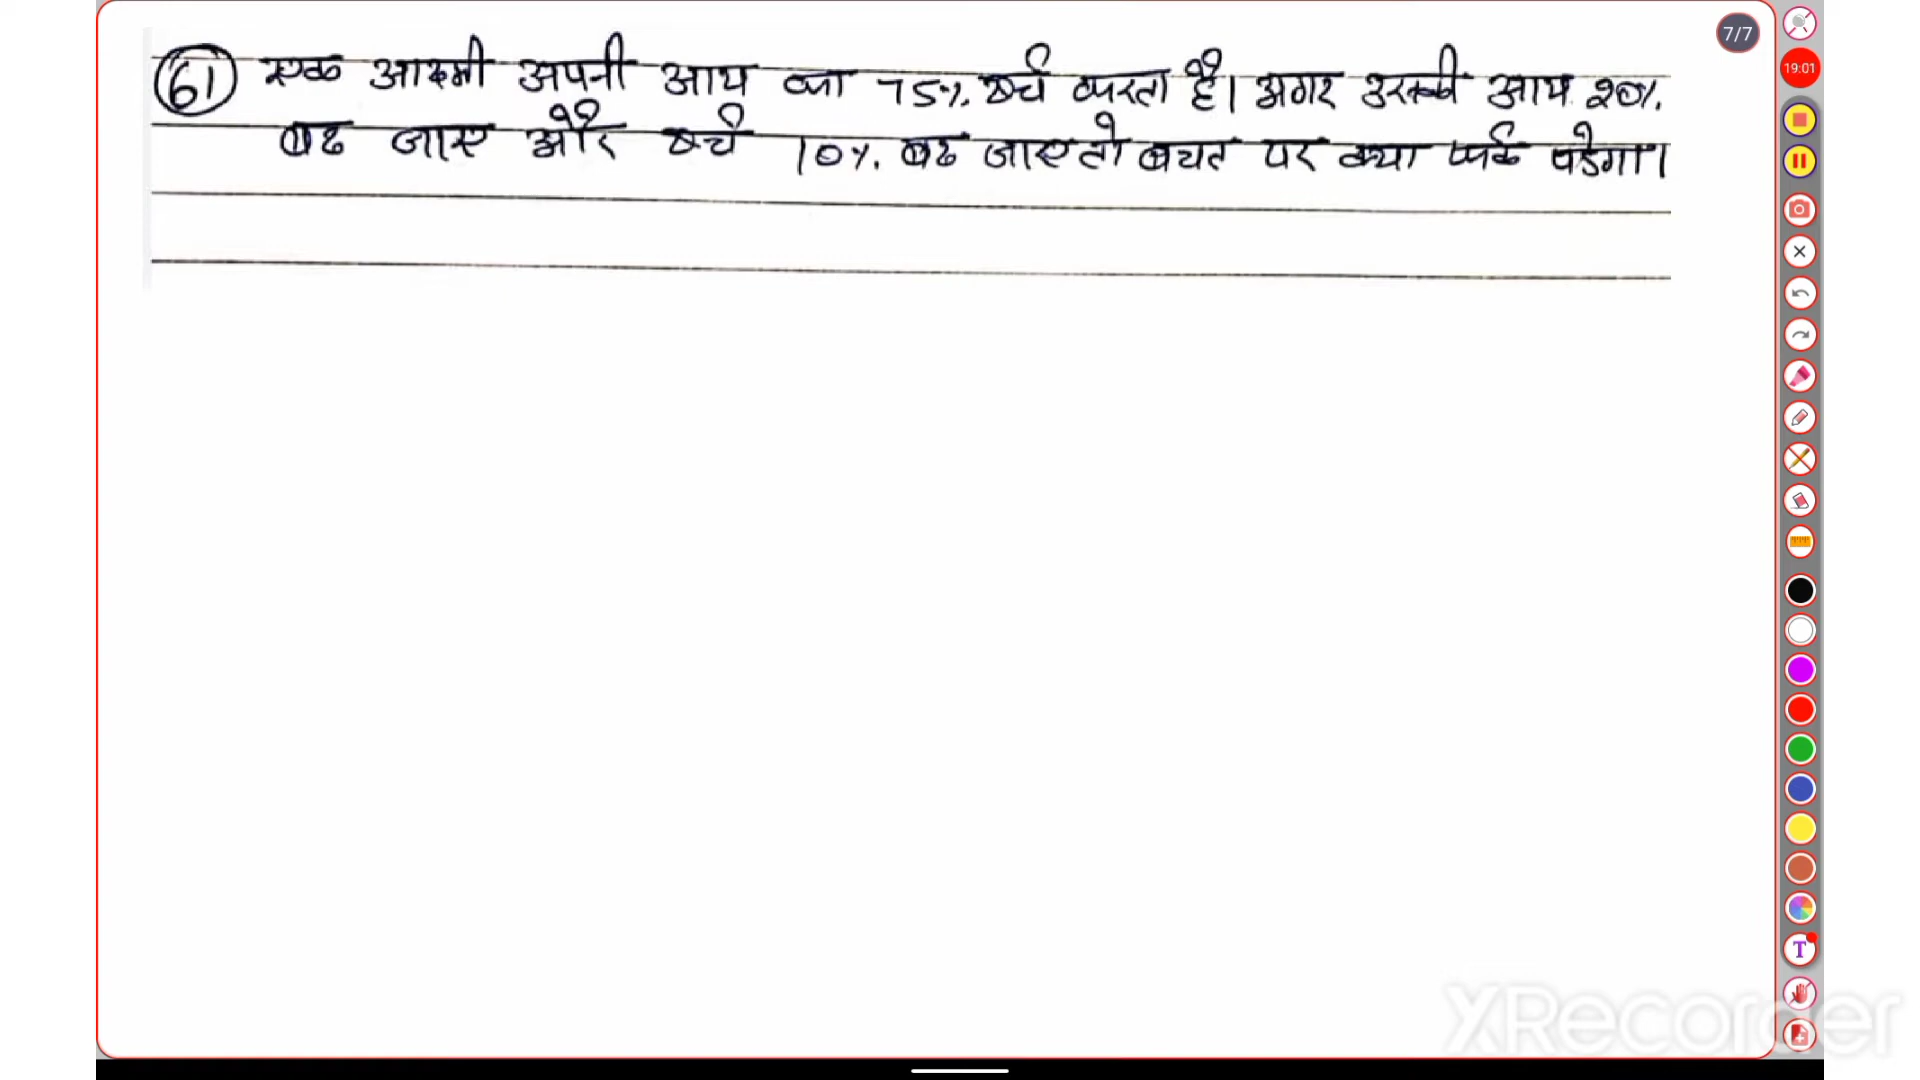 7/7
(61) एक आदमी अपनी आय का 75% खर्च करता है। अगर उसकी आय 20%
19:01
बढ जाए और खर्च 10% बढ जाए तो बचत पर क्या फर्क पडेगा।
T
XRecorder